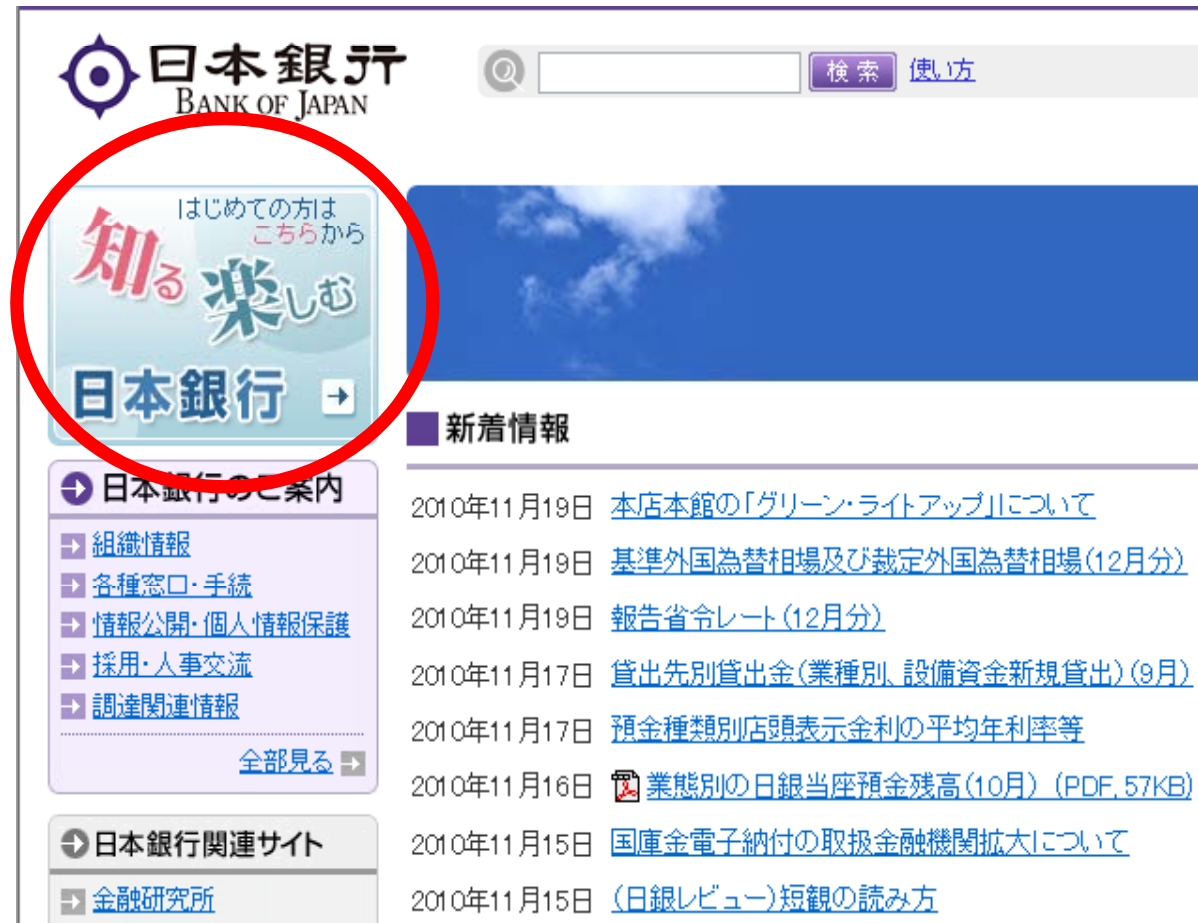 日本銀行
BANK OF JAPAN
検索 使い方
はじめての方は
こちらから
知る楽しむ
日本銀行
日本銀行のご案内
組織情報
各種窓口・手続
情報公開・個人情報保護
採用・人事交流
調達関連情報
全部見る
日本銀行関連サイト
金融研究所
新着情報
2010年11月19日 本店本館の「グリーン・ライトアップ」について
2010年11月19日 基準外国為替相場及び裁定外国為替相場(12月分)
2010年11月19日 報告省令レート(12月分)
2010年11月17日 貸出先別貸出金(業種別、設備資金新規貸出)(9月)
2010年11月17日 預金種類別店頭表示金利の平均年利率等
2010年11月16日 業態別の日銀当座預金残高(10月) (PDF, 57KB)
2010年11月15日 国庫金電子納付の取扱金融機関拡大について
2010年11月15日 (日銀レビュー)短観の読み方